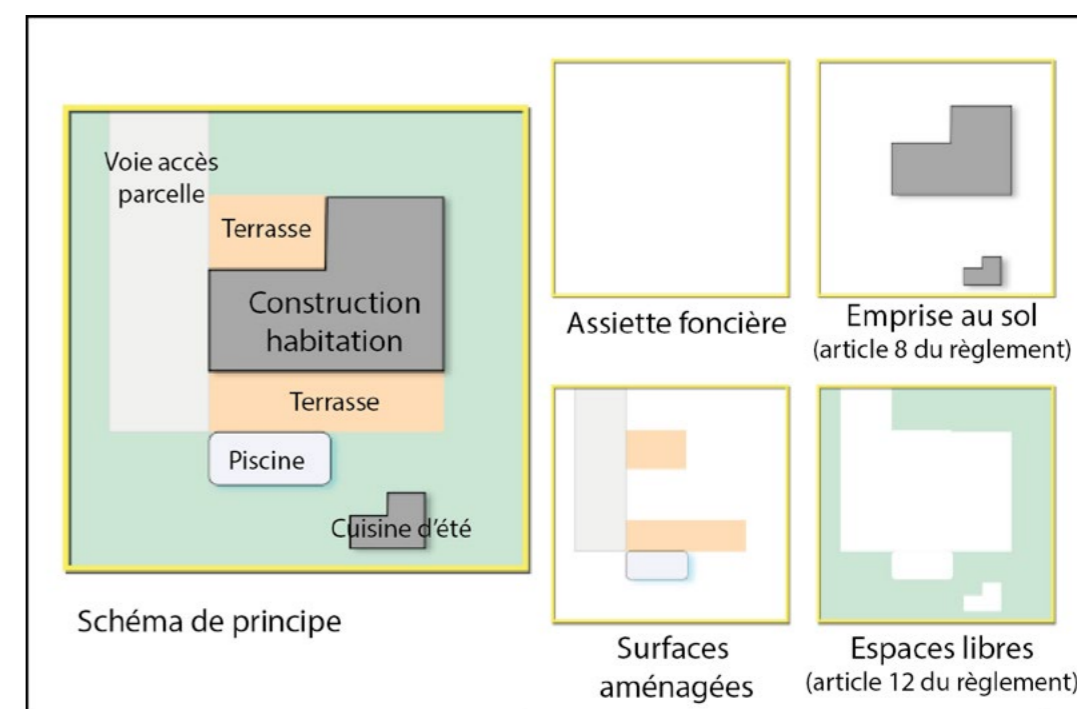 Voie accès
parcelle
Terrasse
Construction
habitation
Terrasse
Piscine
Cuisine d'été
Schéma de principe
Assiette foncière
Emprise au sol
(article 8 du règlement)
Surfaces
aménagées
Espaces libres
(article 12 du règlement)